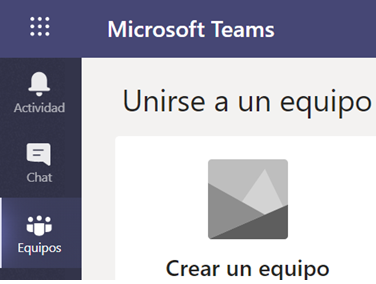 Microsoft Teams
Actividad
Chat
Equipos
Unirse a un equipo
Crear un equipo